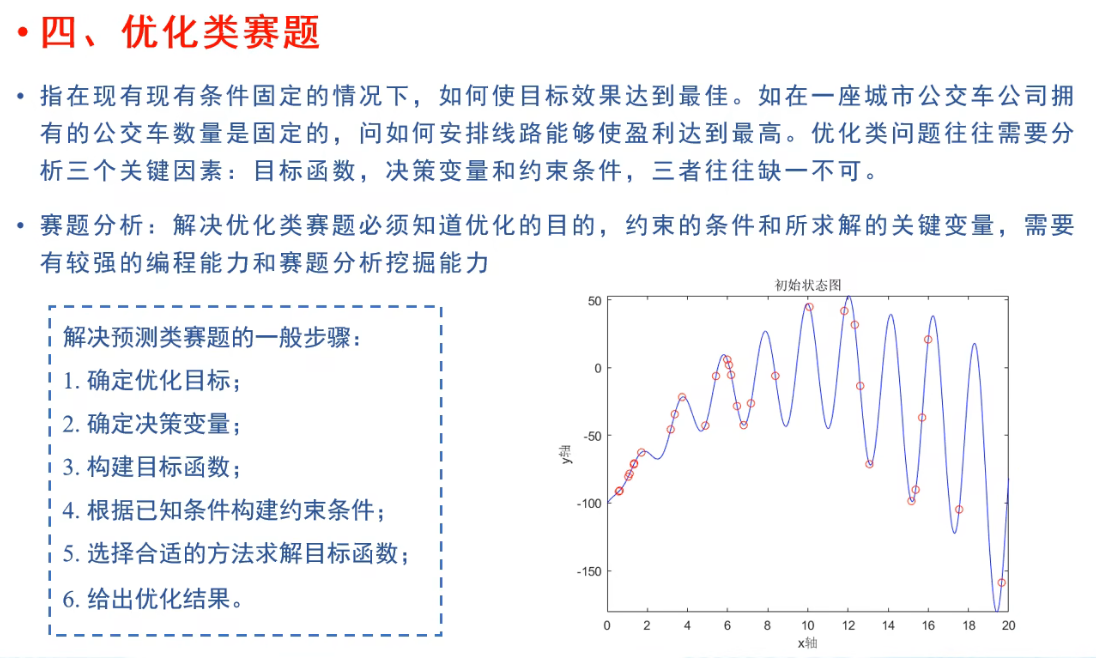 • 四、优化类赛题
• 指在现有现有条件固定的情况下，如何使目标效果达到最佳。如在一座城市公交车公司拥
有的公交车数量是固定的，问如何安排线路能够使盈利达到最高。优化类问题往往需要分
析三个关键因素：目标函数，决策变量和约束条件，三者往往缺一不可。
• 赛题分析：解决优化类赛题必须知道优化的目的，约束的条件和所求解的关键变量，需要
有较强的编程能力和赛题分析挖掘能力
解决预测类赛题的一般步骤：
1. 确定优化目标；
2. 确定决策变量；
3. 构建目标函数；
4. 根据已知条件构建约束条件；
5. 选择合适的方法求解目标函数；
6. 给出优化结果。
初始状态图
50
0
-50
-100
-150
y轴
0 2 4 6 8 10 12 14 16 18 20
x轴